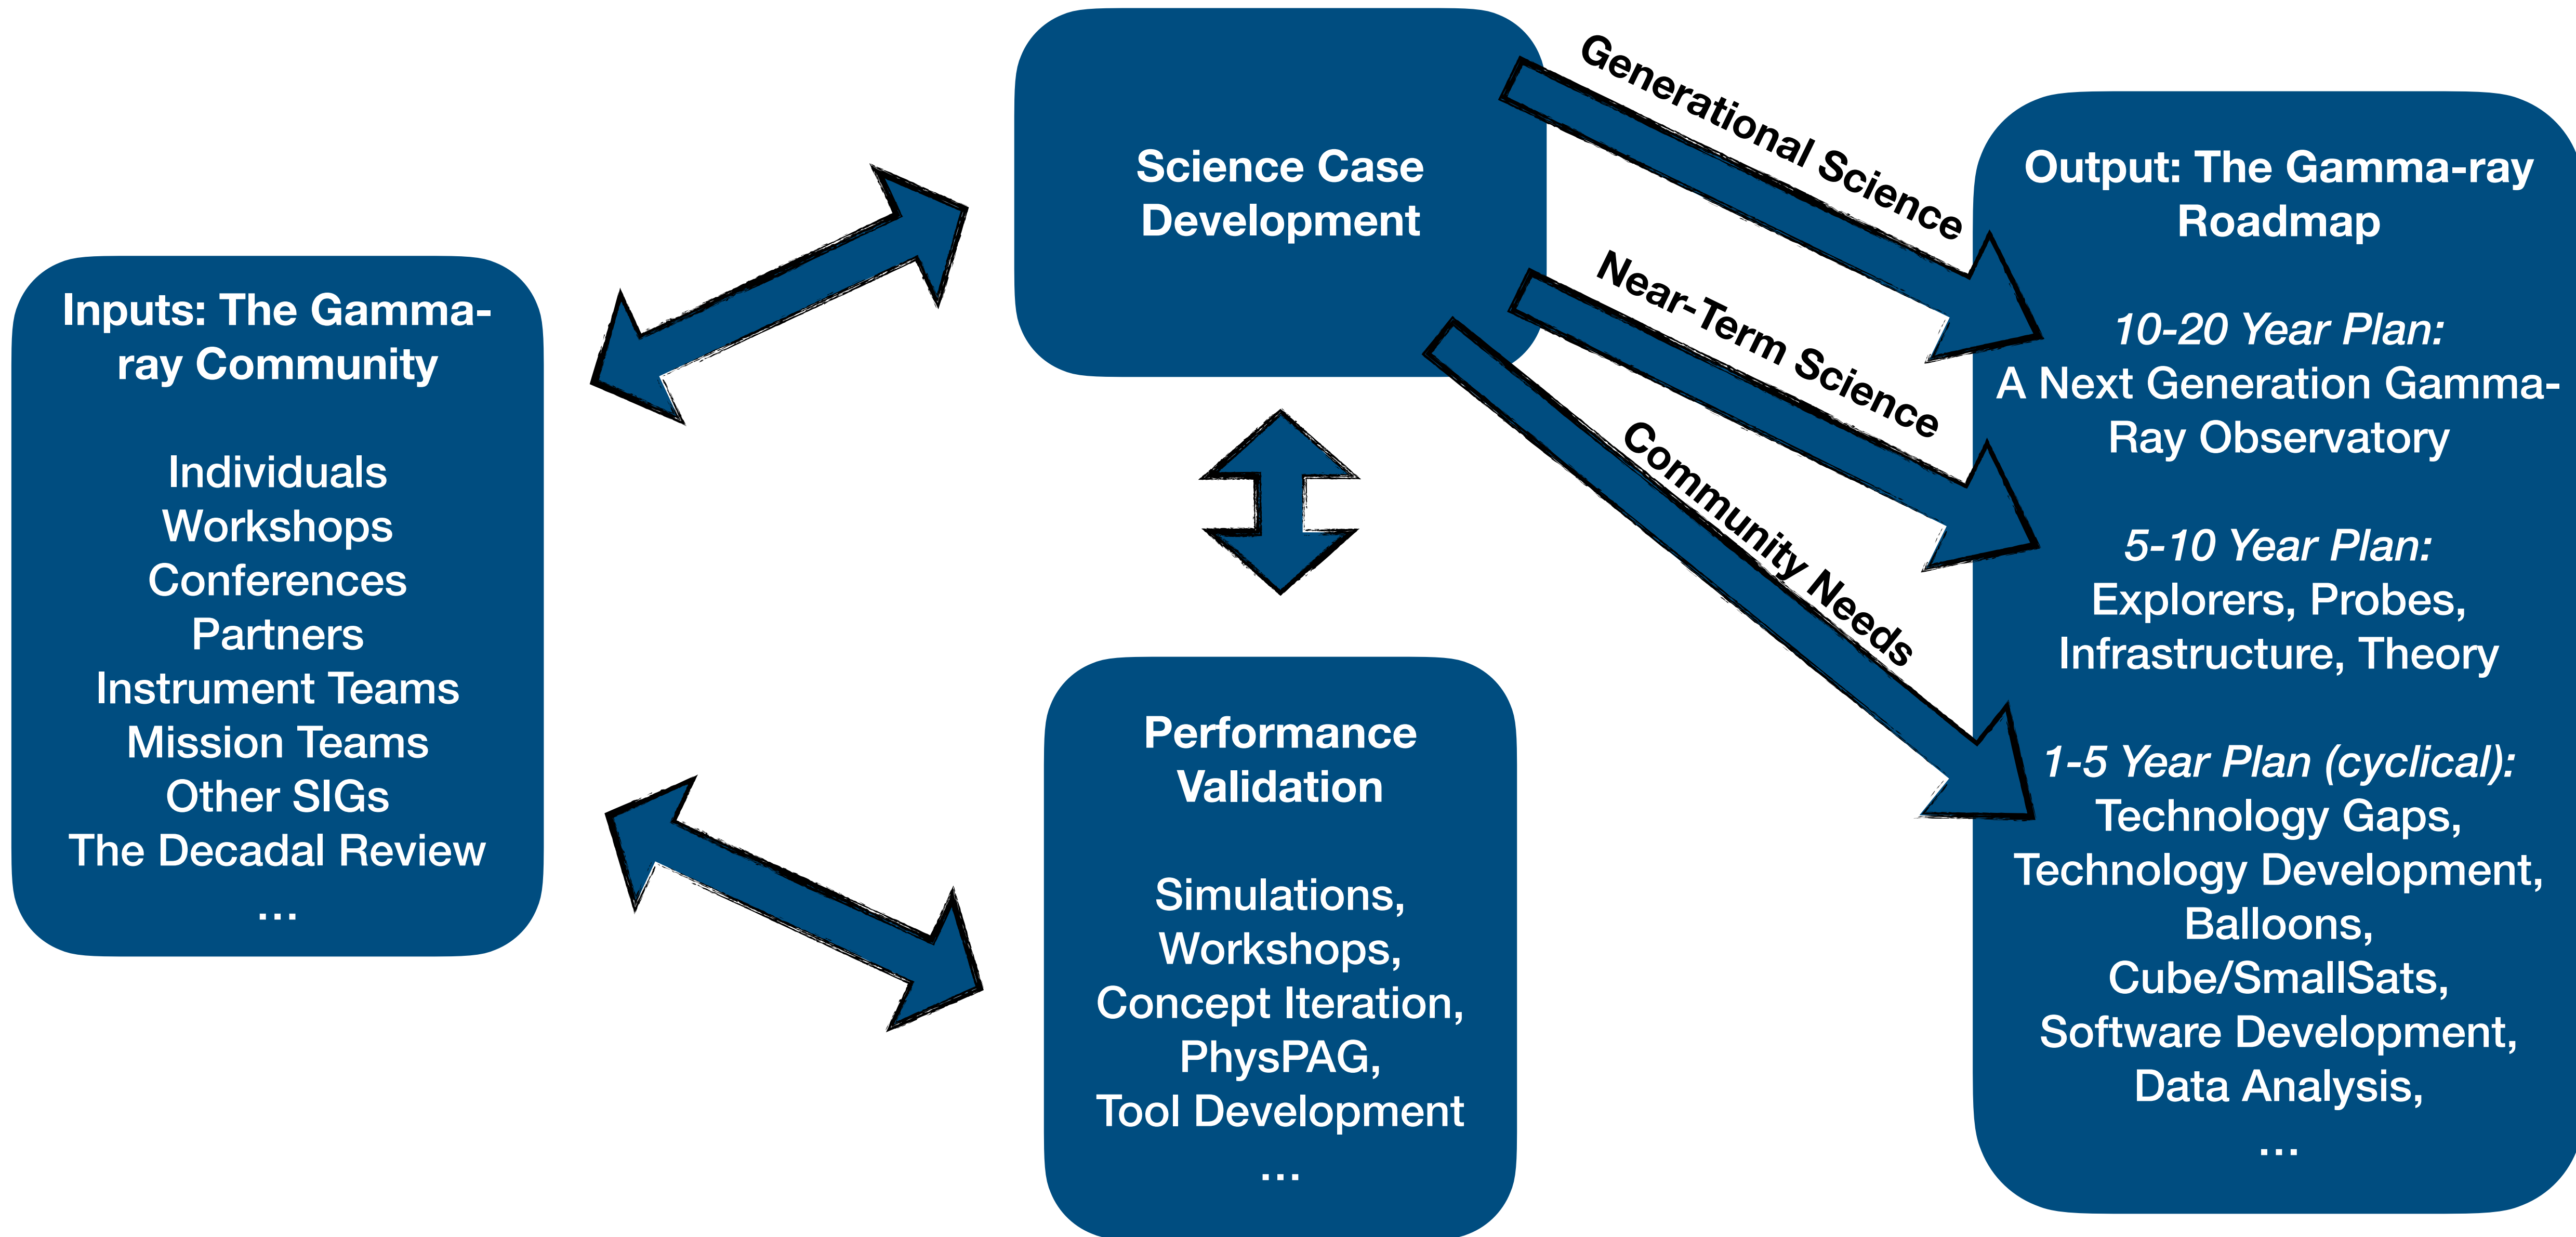 Inputs: The Gamma-
ray Community
Individuals
Workshops
Conferences
Partners
Instrument Teams
Mission Teams
Other SIGs
The Decadal Review
...
Science Case
Development
Performance
Validation
Simulations,
Workshops,
Concept Iteration,
PhysPAG,
Tool Development
...
Generational Science
Near-Term Science
Community Needs
Output: The Gamma-ray
Roadmap
10-20 Year Plan:
A Next Generation Gamma-
Ray Observatory
5-10 Year Plan:
Explorers, Probes,
Infrastructure, Theory
1-5 Year Plan (cyclical):
Technology Gaps,
Technology Development,
Balloons,
Cube/SmallSats,
Software Development,
Data Analysis,
...